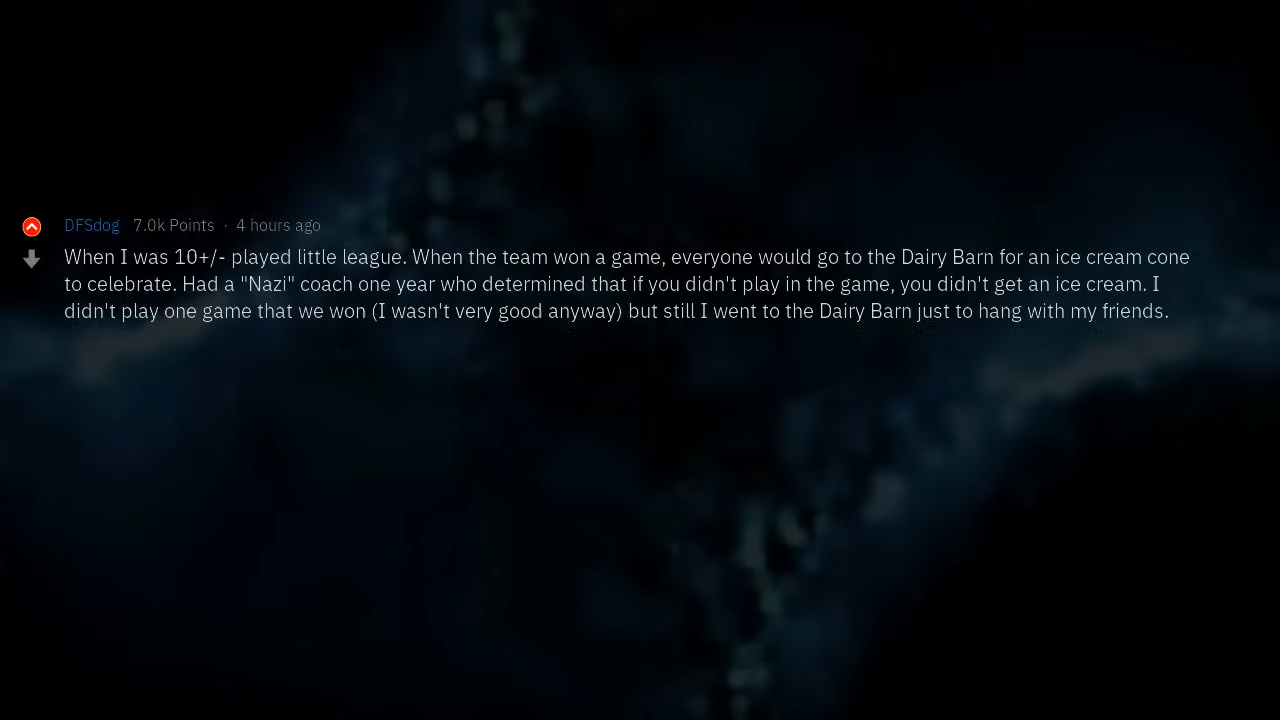 DFSdog 7.0k Points · 4 hours ago
When I was 10+/- played little league. When the team won a game, everyone would go to the Dairy Barn for an ice cream cone
to celebrate. Had a "Nazi" coach one year who determined that if you didn't play in the game, you didn't get an ice cream. I
didn't play one game that we won (I wasn't very good anyway) but still I went to the Dairy Barn just to hang with my friends.